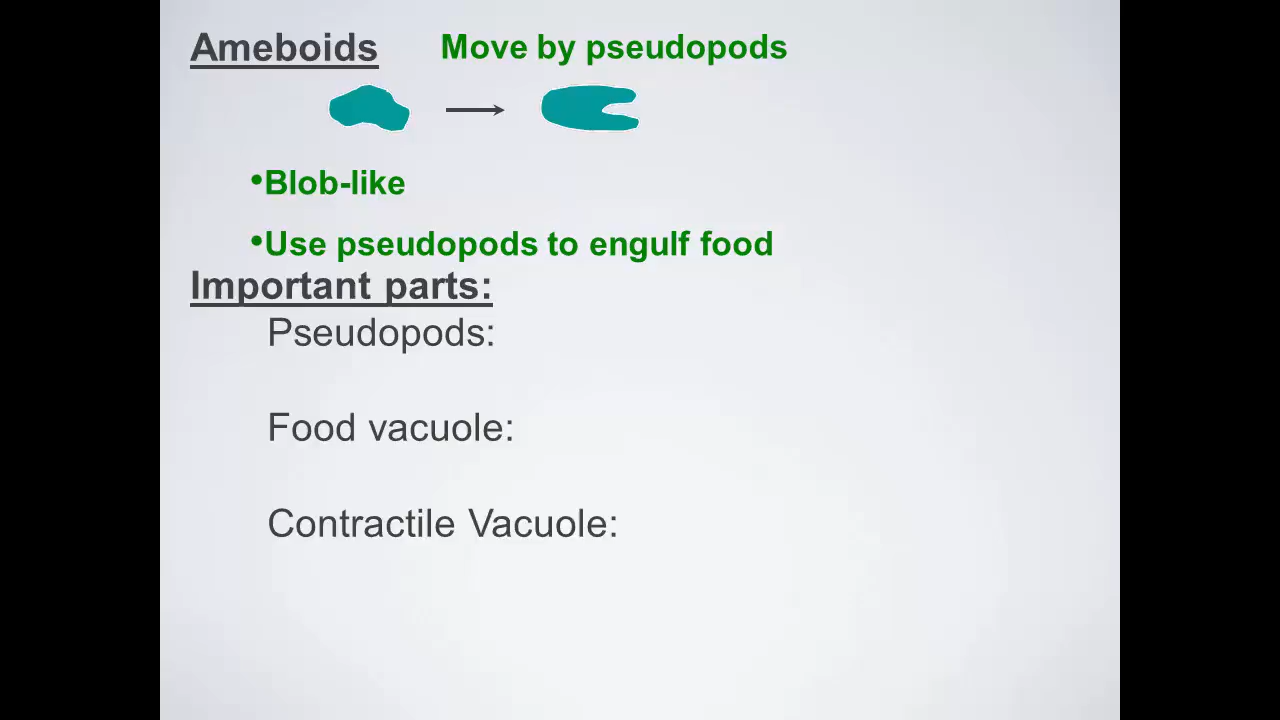 Ameboids Move by pseudopods
•Blob-like
•Use pseudopods to engulf food
Important parts:
Pseudopods:
Food vacuole:
Contractile Vacuole: